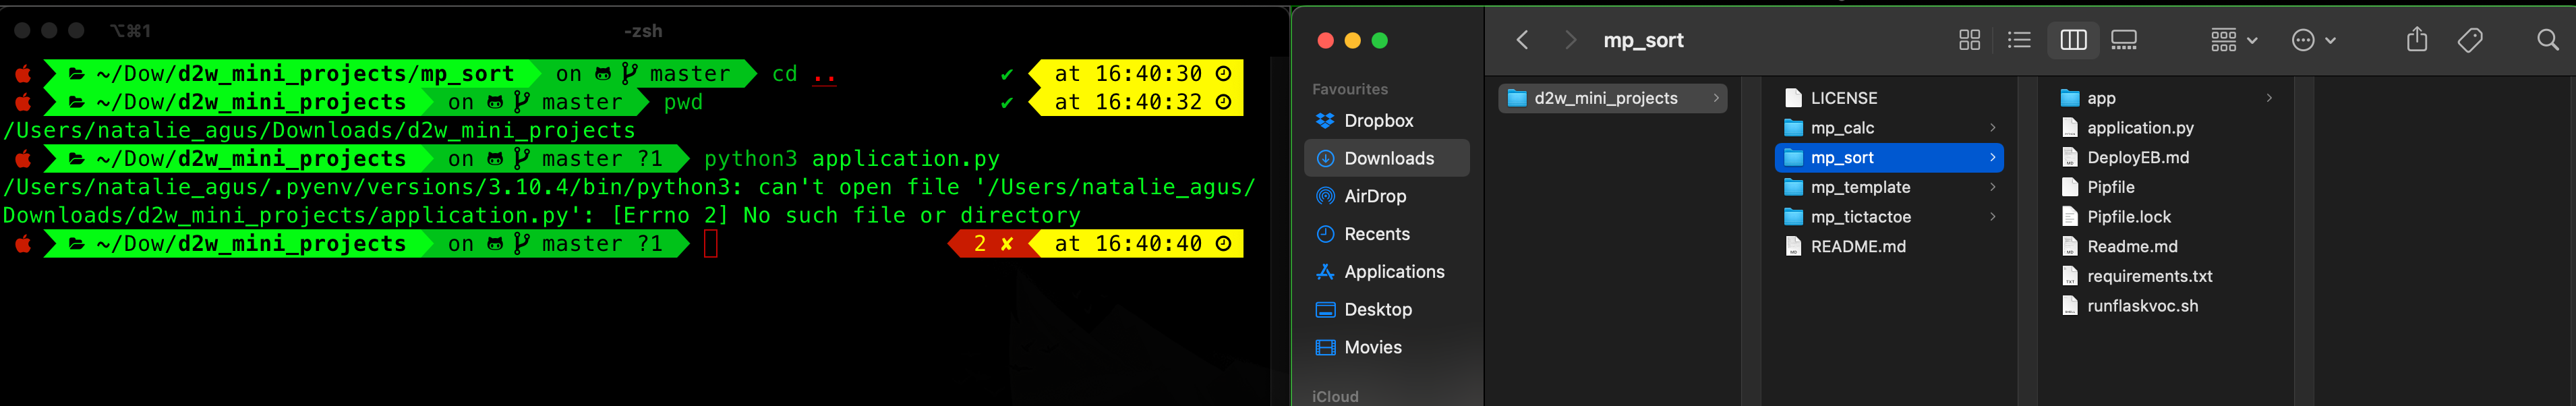 ⌥⌘1
-zsh
~/Dow/d2w_mini_projects/mp_sort on master cd .. ✔ at 16:40:30
~/Dow/d2w_mini_projects on master pwd ✔ at 16:40:32
/Users/natalie_agus/Downloads/d2w_mini_projects
~/Dow/d2w_mini_projects on master ?1 python3 application.py
/Users/natalie_agus/.pyenv/versions/3.10.4/bin/python3: can't open file '/Users/natalie_agus/
Downloads/d2w_mini_projects/application.py': [Errno 2] No such file or directory
~/Dow/d2w_mini_projects on master ?1 2 ✘ at 16:40:40
mp_sort
Favourites
Dropbox
Downloads
AirDrop
Recents
Applications
Desktop
Movies
iCloud
d2w_mini_projects
LICENSE
mp_calc
mp_sort
mp_template
mp_tictactoe
README.md
app
application.py
DeployEB.md
Pipfile
Pipfile.lock
Readme.md
requirements.txt
runflaskvoc.sh